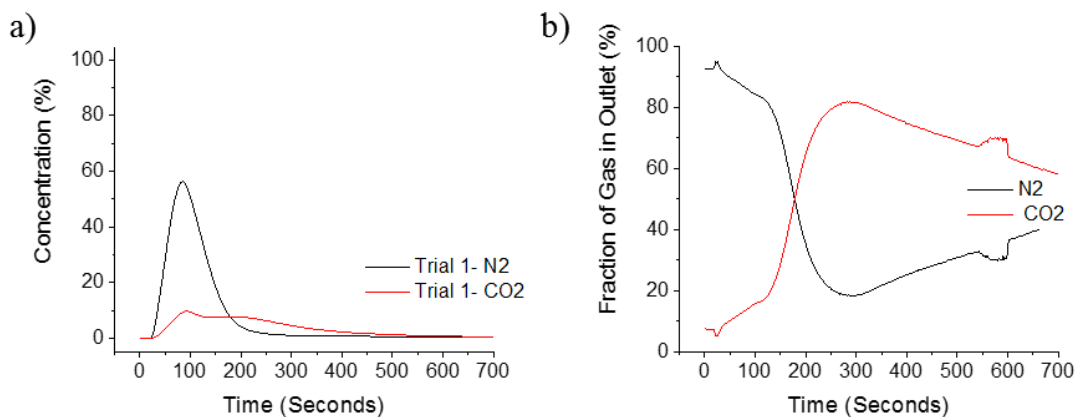 a)
Concentration (%)
100
80
60
40
20
0
Trial 1- N2
Trial 1- CO2
0 100 200 300 400 500 600 700
Time (Seconds)
b)
Fraction of Gas in Outlet (%)
100
80
60
40
20
0
N2
CO2
0 100 200 300 400 500 600 700
Time (Seconds)